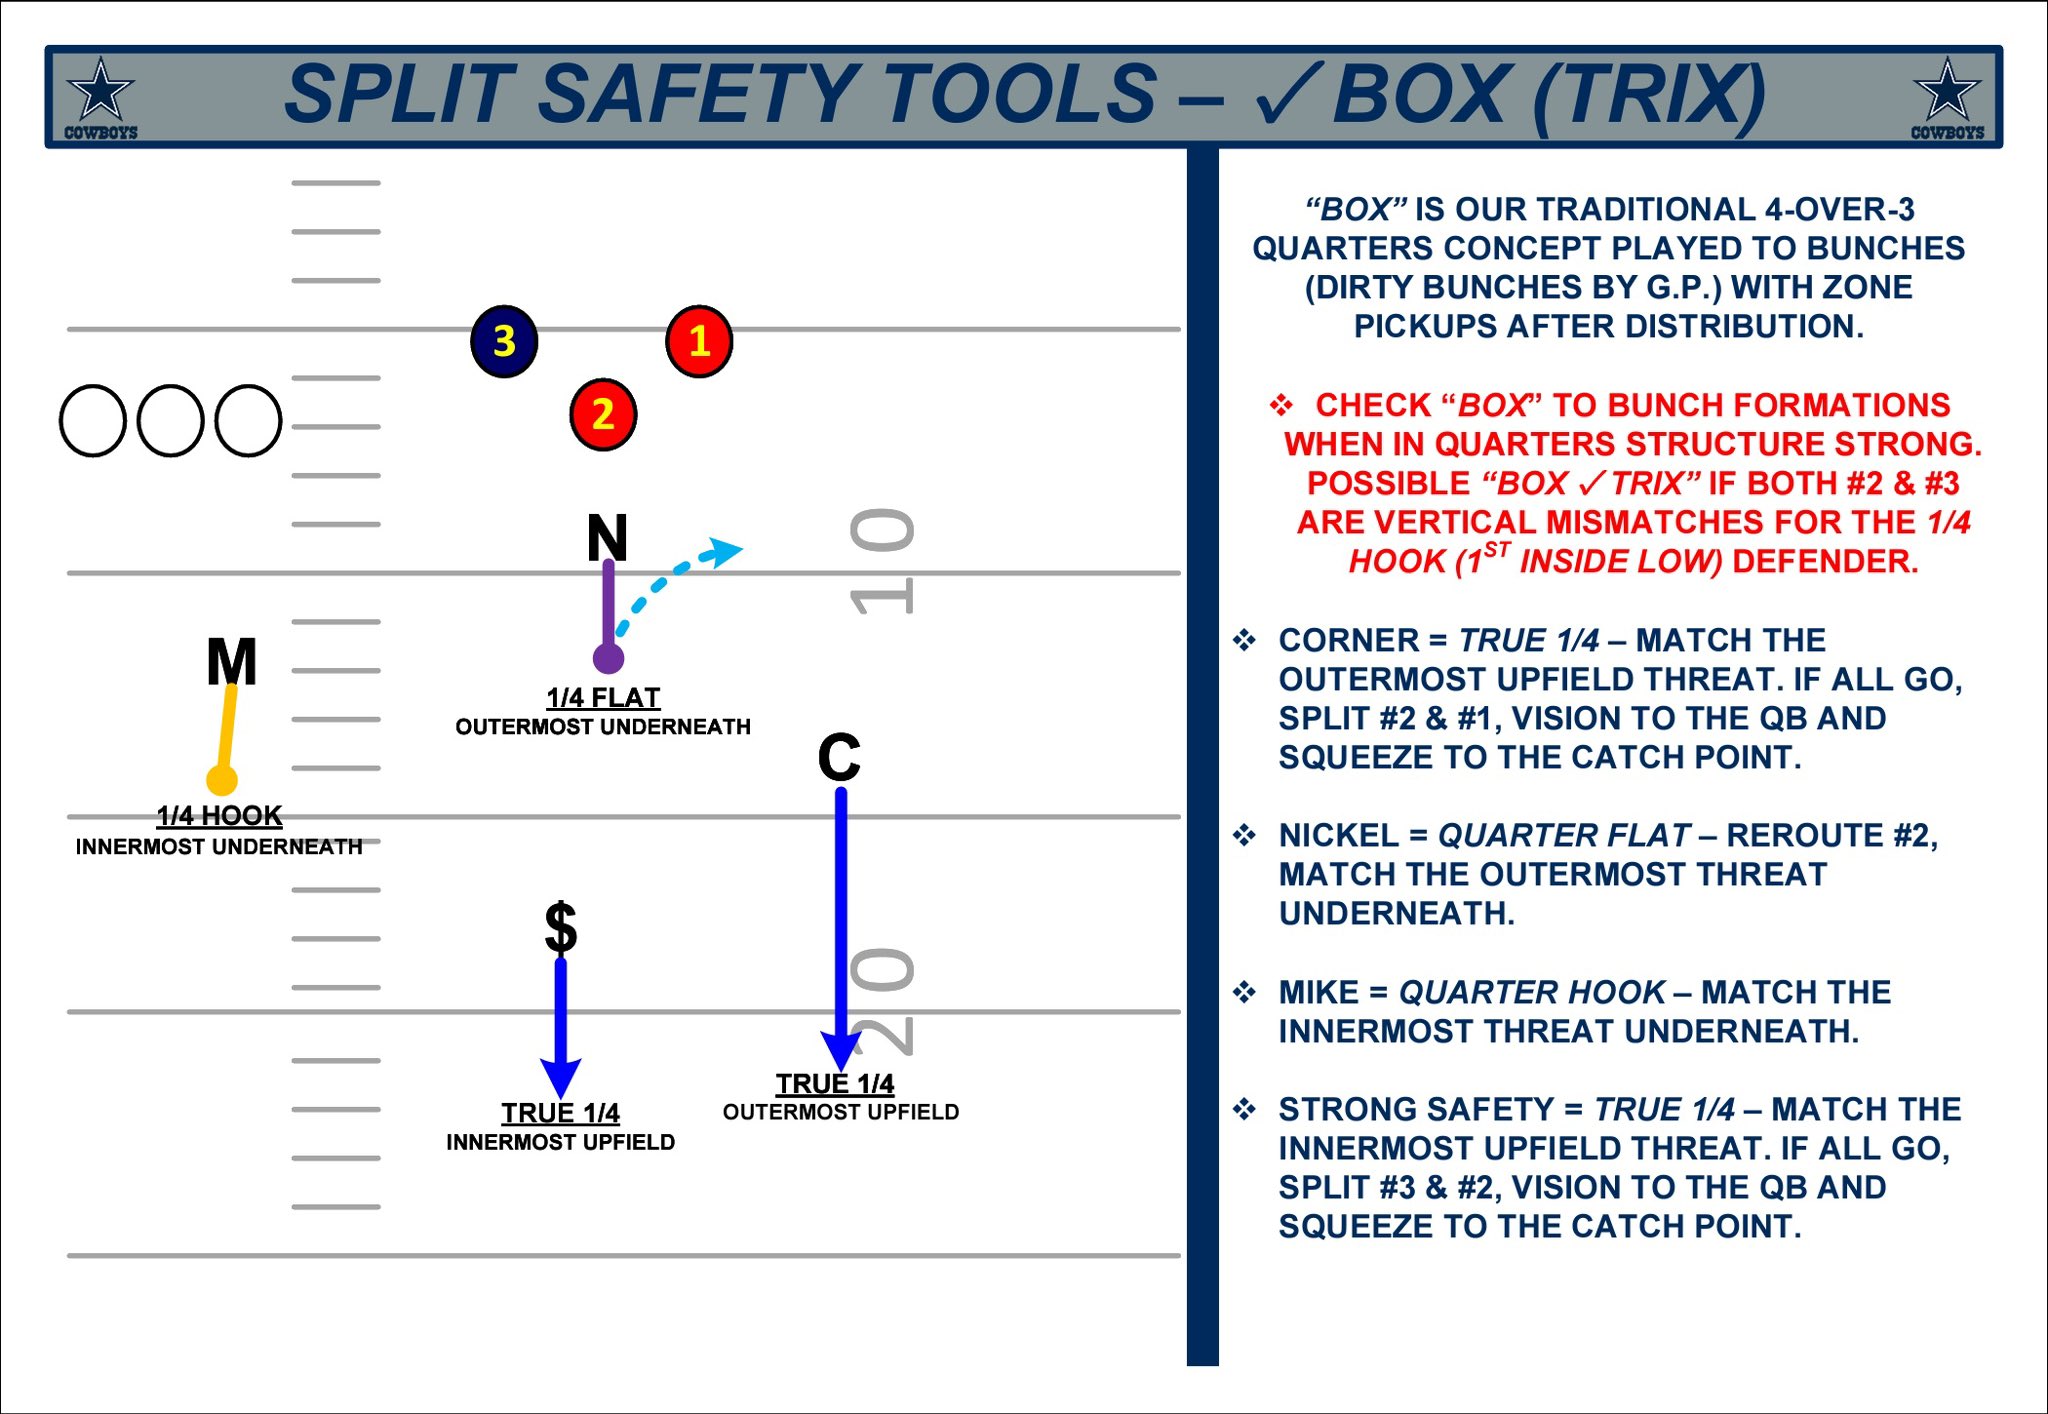 SPLIT SAFETY TOOLS – ✓BOX (TRIX)
COWBOYS
COWBOYS
3
1
2
N
10
M
1/4 FLAT
OUTERMOST UNDERNEATH
C
1/4 HOOK
INNERMOST UNDERNEATH
$
20
TRUE 1/4
OUTERMOST UPFIELD
TRUE 1/4
INNERMOST UPFIELD
“BOX” IS OUR TRADITIONAL 4-OVER-3
QUARTERS CONCEPT PLAYED TO BUNCHES
(DIRTY BUNCHES BY G.P.) WITH ZONE
PICKUPS AFTER DISTRIBUTION.
❖ CHECK “BOX” TO BUNCH FORMATIONS
WHEN IN QUARTERS STRUCTURE STRONG.
POSSIBLE “BOX ✓TRIX” IF BOTH #2 & #3
ARE VERTICAL MISMATCHES FOR THE 1/4
HOOK (1ST INSIDE LOW) DEFENDER.
❖ CORNER = TRUE 1/4 – MATCH THE
OUTERMOST UPFIELD THREAT. IF ALL GO,
SPLIT #2 & #1, VISION TO THE QB AND
SQUEEZE TO THE CATCH POINT.
❖ NICKEL = QUARTER FLAT – REROUTE #2,
MATCH THE OUTERMOST THREAT
UNDERNEATH.
❖ MIKE = QUARTER HOOK – MATCH THE
INNERMOST THREAT UNDERNEATH.
❖ STRONG SAFETY = TRUE 1/4 – MATCH THE
INNERMOST UPFIELD THREAT. IF ALL GO,
SPLIT #3 & #2, VISION TO THE QB AND
SQUEEZE TO THE CATCH POINT.